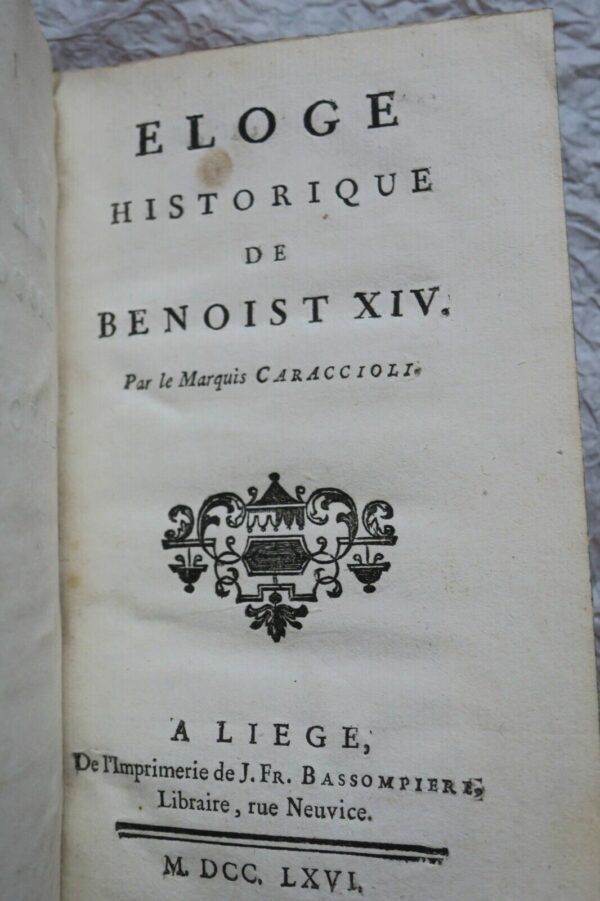 ELOGE
HISTORIQUE
DE
BENOIST XIV.
Par le Marquis CARACCIOLI.
A LIEGE,
De l'Imprimerie de J. FR. BASSOMPIERE,
Libraire, rue Neuvice.
M. DCC. LXVI.